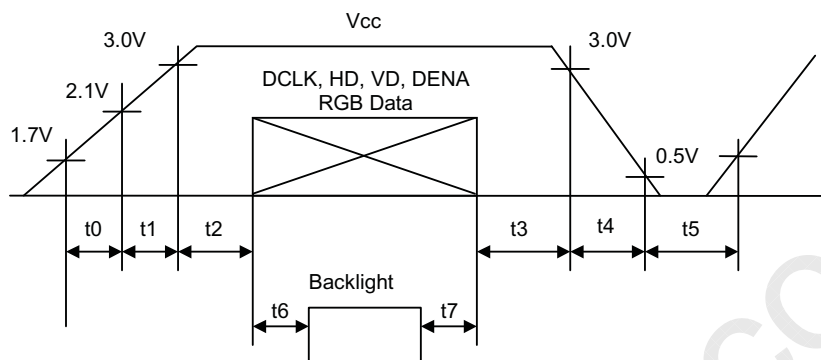 Vcc
3.0V
3.0V
DCLK, HD, VD, DENA
RGB Data
2.1V
1.7V
0.5V
t0
t1
t2
t3
t4
t5
Backlight
t6
t7
GO